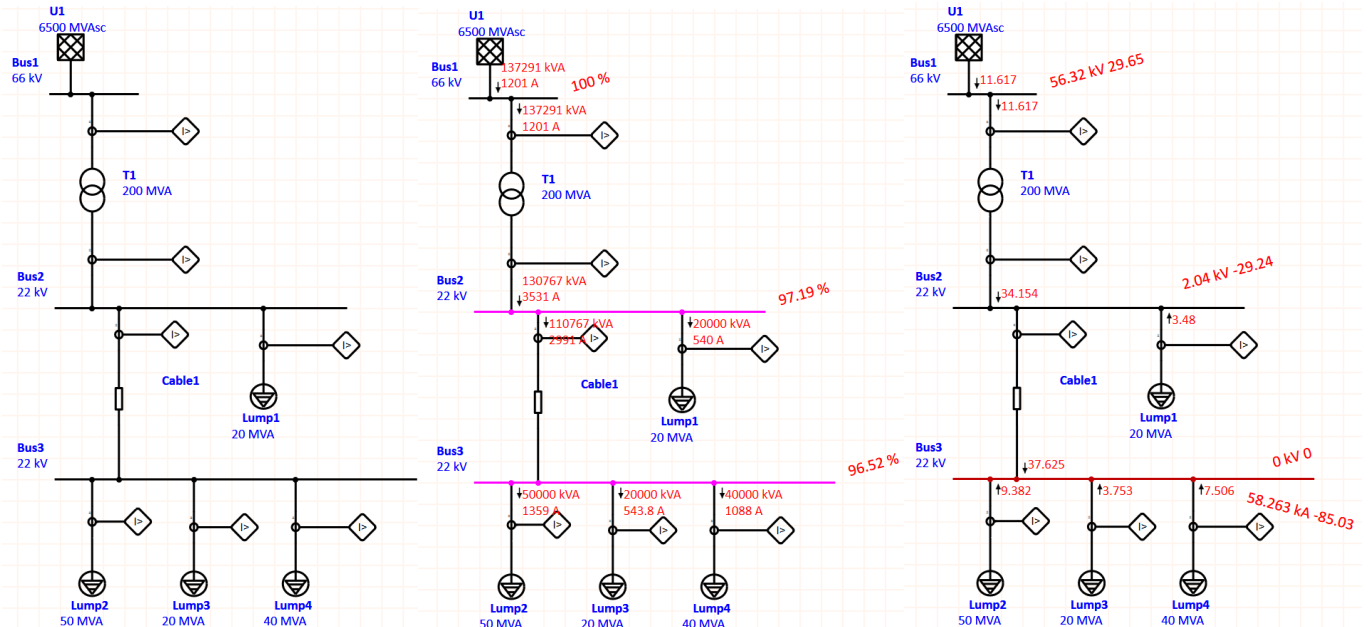 U1
6500 MVAsc
Bus1
66 kV
I>
T1
200 MVA
I>
Bus2
22 kV
I>
I>
Cable1
Lump1
20 MVA
Bus3
22 kV
I>
I>
I>
Lump2
50 MVA
Lump3
20 MVA
Lump4
40 MVA
U1
6500 MVAsc
137291 kVA
1201 A
Bus1
66 kV
100 %
137291 kVA
1201 A
I>
T1
200 MVA
I>
Bus2
22 kV
130767 kVA
3531 A
97.19 %
110767 kVA
2991 A
I>
20000 kVA
540 A
I>
Cable1
Lump1
20 MVA
Bus3
22 kV
96.52 %
50000 kVA
1359 A
I>
20000 kVA
543.8 A
I>
40000 kVA
1088 A
I>
Lump2
50 MVA
Lump3
20 MVA
Lump4
40 MVA
U1
6500 MVAsc
Bus1
66 kV
11.617
56.32 kV 29.65
11.617
I>
T1
200 MVA
I>
Bus2
22 kV
34.154
2.04 kV -29.24
3.48
I>
I>
Cable1
Lump1
20 MVA
Bus3
22 kV
37.625
0 kV 0
9.382
3.753
7.506
58.263 kA -85.03
I>
I>
I>
Lump2
50 MVA
Lump3
20 MVA
Lump4
40 MVA